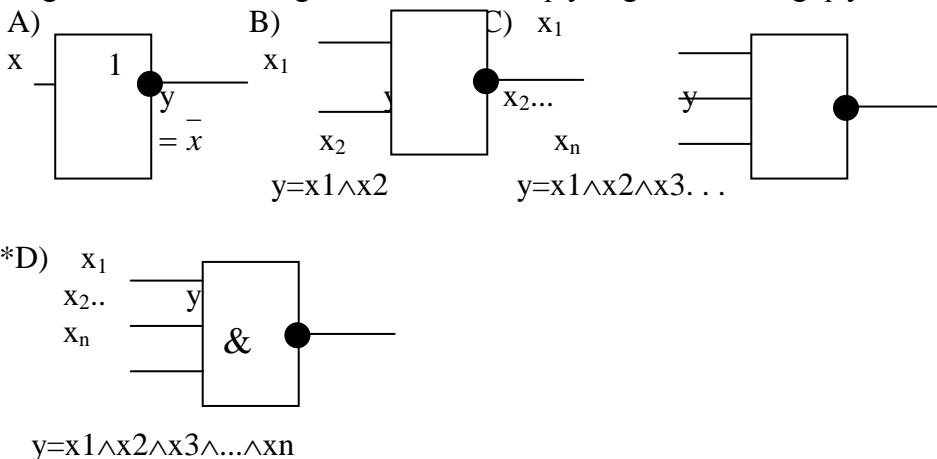 A) B) C) x₁
x 1 x₁
y y x₂... y
= x̅ x₂ xₙ
y=x1∧x2 y=x1∧x2∧x3. . .
*D) x₁
x₂.. y
xₙ &
y=x1∧x2∧x3∧...∧xn